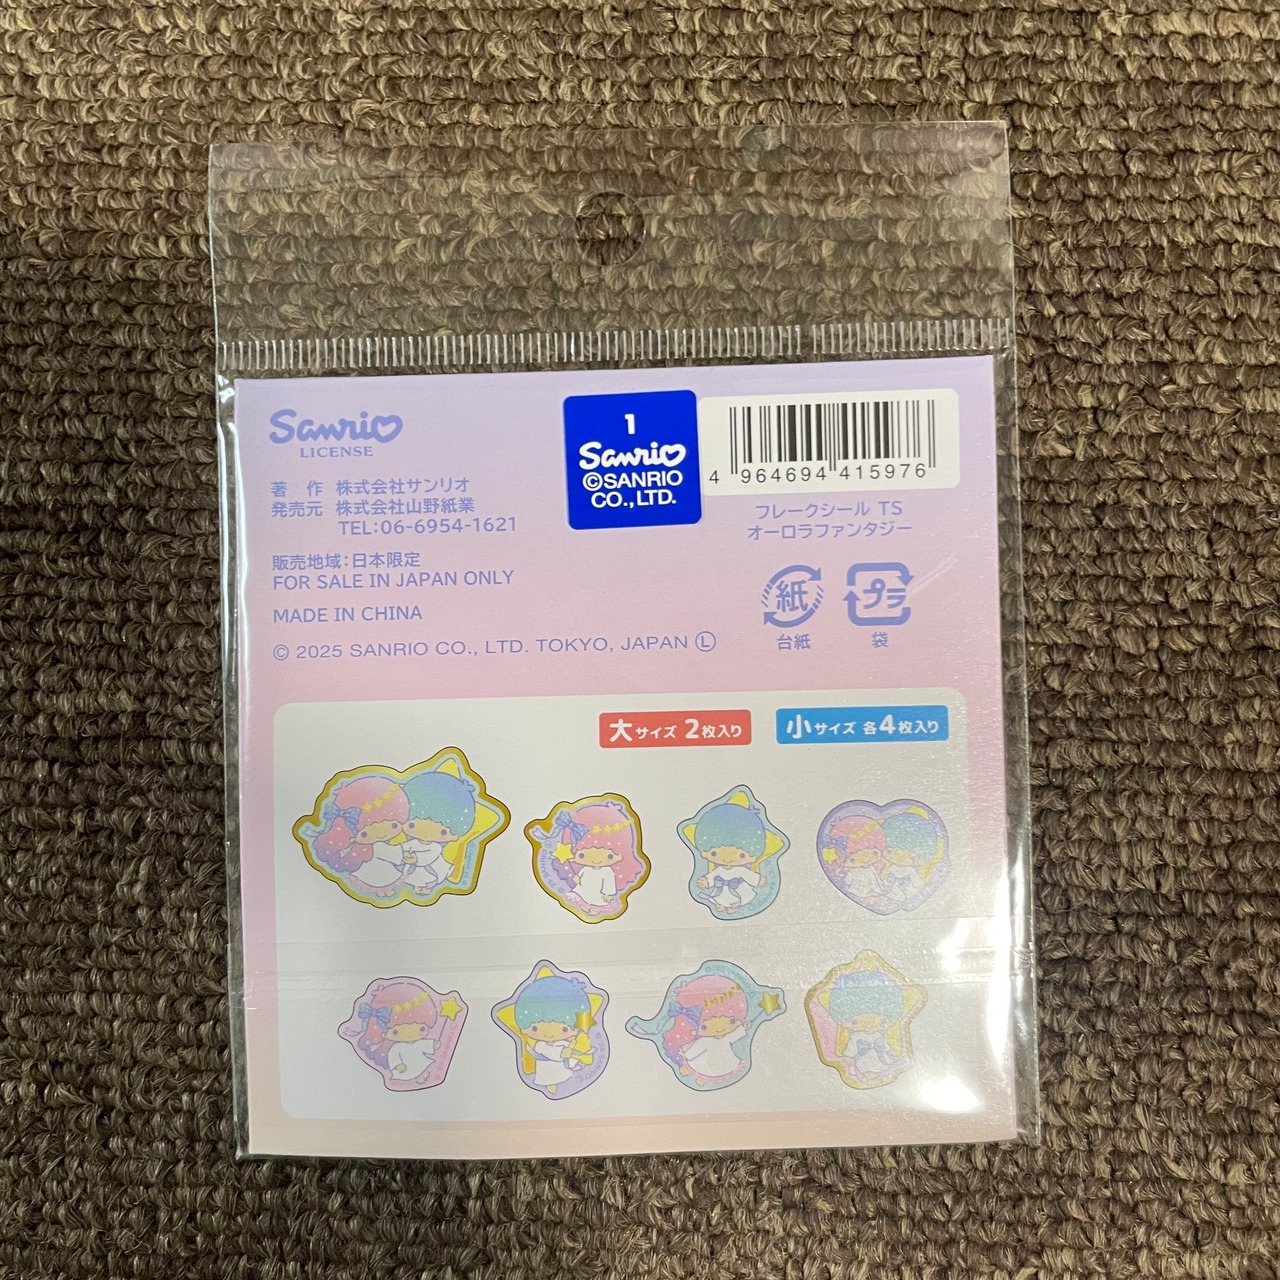 Sanrio
LICENSE
著 作 株式会社サンリオ
発売元 株式会社山野紙業
TEL:06-6954-1621
販売地域:日本限定
FOR SALE IN JAPAN ONLY
MADE IN CHINA
© 2025 SANRIO CO., LTD. TOKYO, JAPAN Ⓛ
1
Sanrio
©SANRIO
CO.,LTD.
4 964694 415976
フレークシール TS
オーロラファンタジー
紙
台紙
プラ
袋
大サイズ 2枚入り
小サイズ 各4枚入り